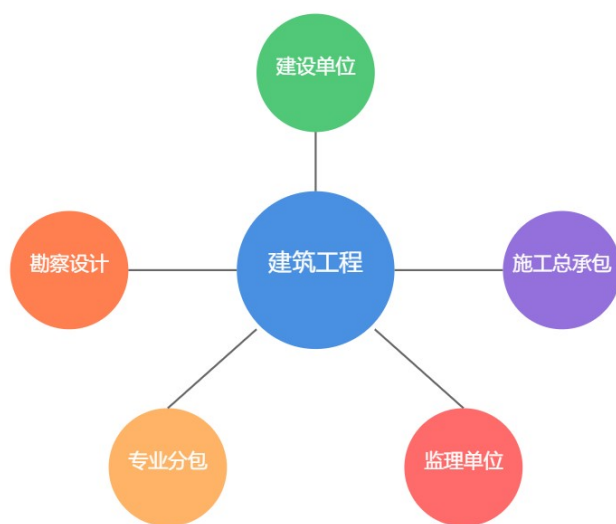 建设单位
勘察设计
建筑工程
施工总承包
专业分包
监理单位